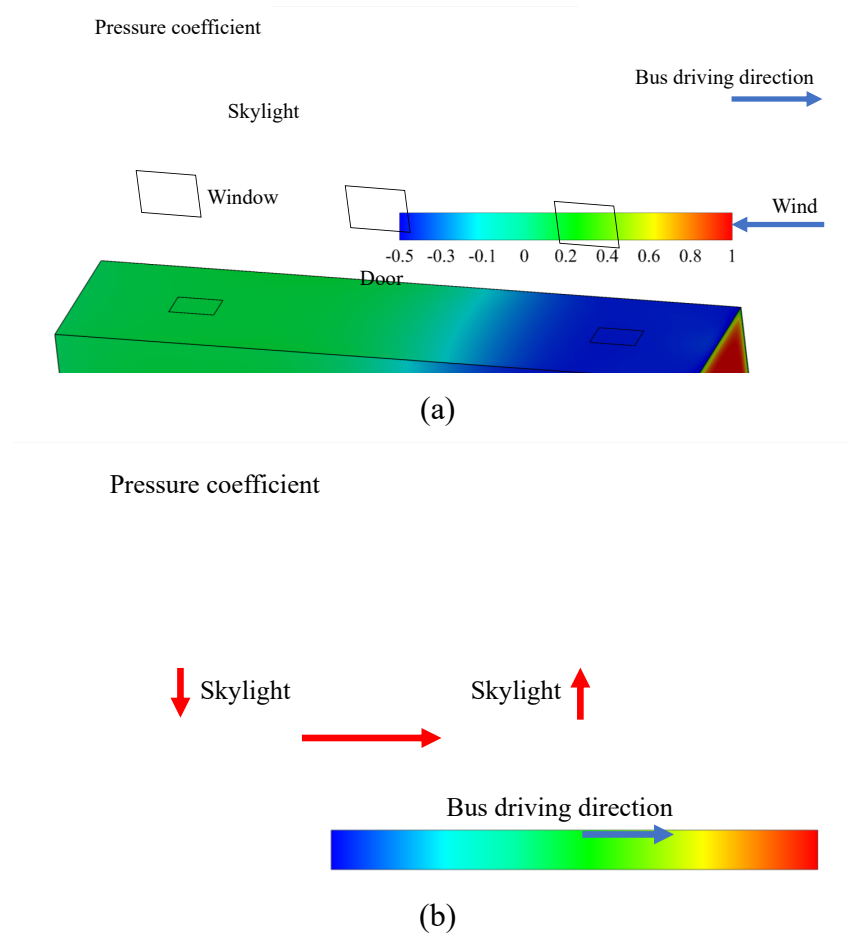 Pressure coefficient
Bus driving direction
Skylight
Window
Wind
-0.5 -0.3 -0.1 0 0.2 0.4 0.6 0.8 1
Door
(a)
Pressure coefficient
Skylight Skylight
Bus driving direction
(b)